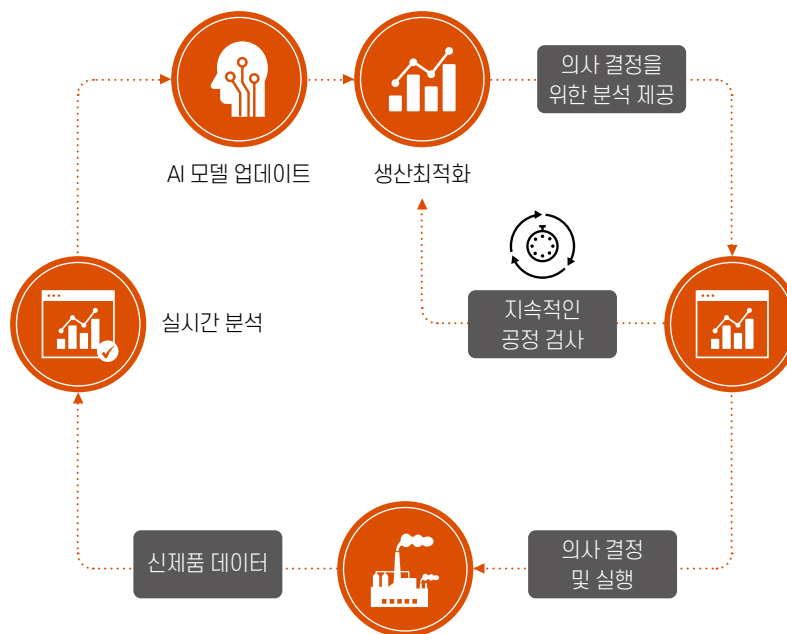 의사 결정을
위한 분석 제공
AI 모델 업데이트
생산최적화
지속적인
공정 검사
실시간 분석
신제품 데이터
의사 결정
및 실행